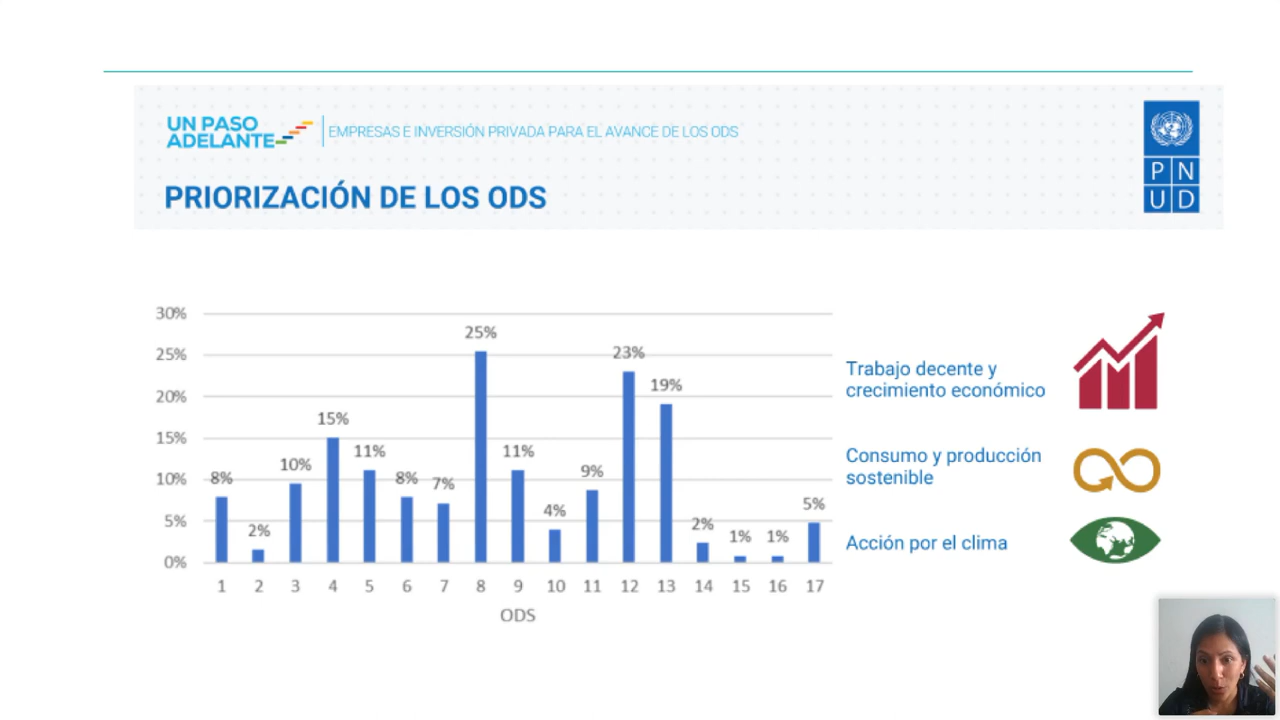 UN PASO
ADELANTE
EMPRESAS E INVERSIÓN PRIVADA PARA EL AVANCE DE LOS ODS
PRIORIZACIÓN DE LOS ODS
P N
U D
30%
25%
20%
15%
10%
5%
0%
8%
2%
10%
15%
11%
8%
7%
25%
11%
4%
9%
23%
19%
2%
1%
1%
5%
1 2 3 4 5 6 7 8 9 10 11 12 13 14 15 16 17
ODS
Trabajo decente y
crecimiento económico
Consumo y producción
sostenible
Acción por el clima